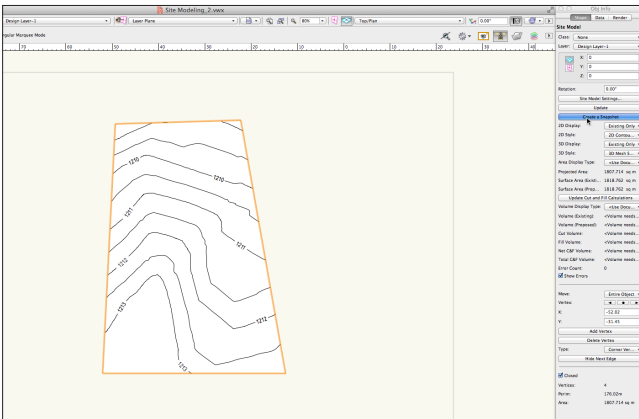 Site Modeling_2.vwx
Obj Info
Design Layer-1
Layer Plane
80%
Top/Plan
0.00°
Shape Data Render
Site Model
Class: None
Layer: Design Layer-1
X: 0
Y: 0
Z: 0
Rotation: 0.00°
Site Model Settings...
Update
Create a Snapshot
2D Display: Existing Only
2D Style: 2D Contou...
3D Display: Existing Only
3D Style: 3D Mesh S...
Area Display Type: <Use Docu...
Projected Area 1807.714 sq m
Surface Area (Existi... 1818.762 sq m
Surface Area (Prop... 1818.762 sq m
Update Cut and Fill Calculations
Volume Display Type: <Use Docu...
Volume (Existing): <Volume needs...
Volume (Proposed): <Volume needs...
Cut Volume: <Volume needs...
Fill Volume: <Volume needs...
Net C&F Volume: <Volume needs...
Total C&F Volume: <Volume needs...
Error Count: 0
Show Errors
Move: Entire Object
Vertex:
X: -52.02
Y: -31.45
Add Vertex
Delete Vertex
Type: Corner Ver...
Hide Next Edge
Closed
Vertices: 4
Perim: 176.02m
Area: 1807.714 sq m
ngular Marquee Mode
70 60 50 40 30 20 10 0 10 20 30 40
1210
1210
1211
1211
1212
1212
1213
1213